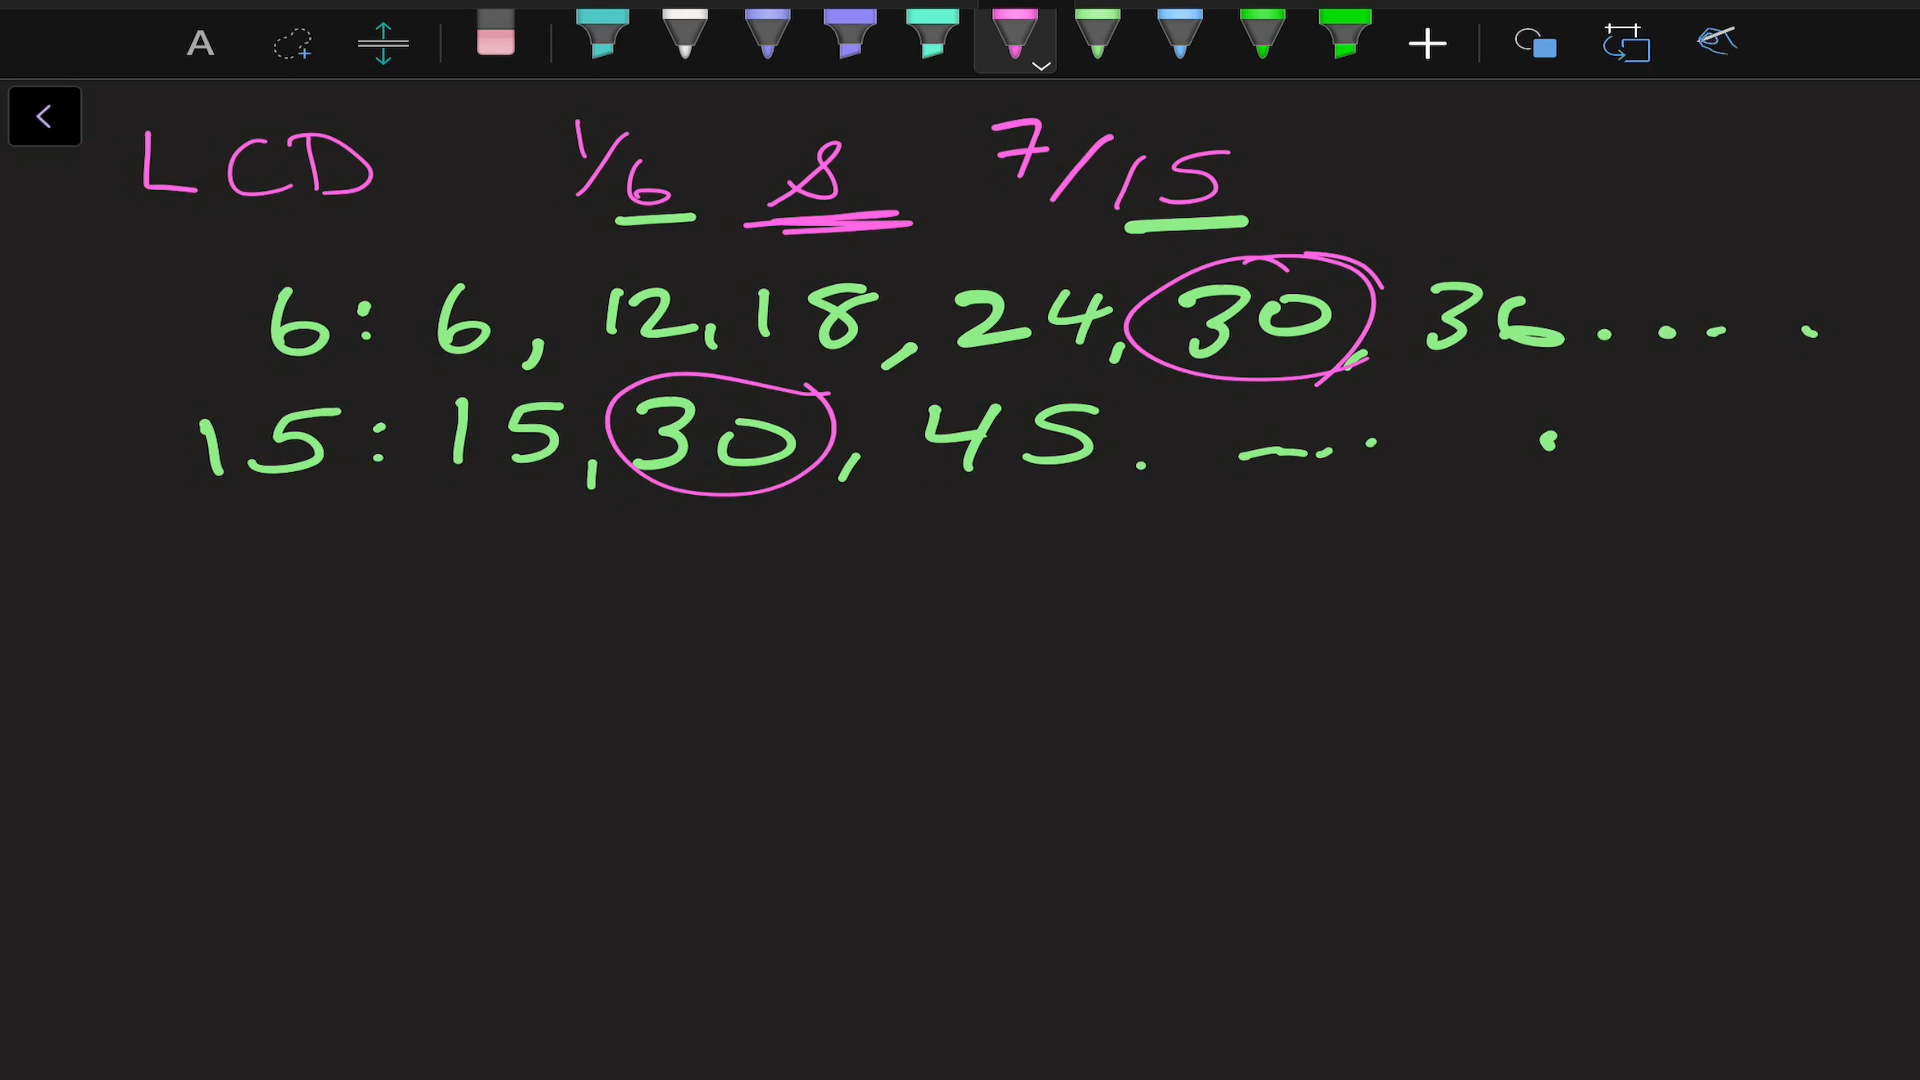 A
LCD 1/6 & 7/15
6: 6, 12, 18, 24, 30, 36....
15: 15, 30, 45. ....